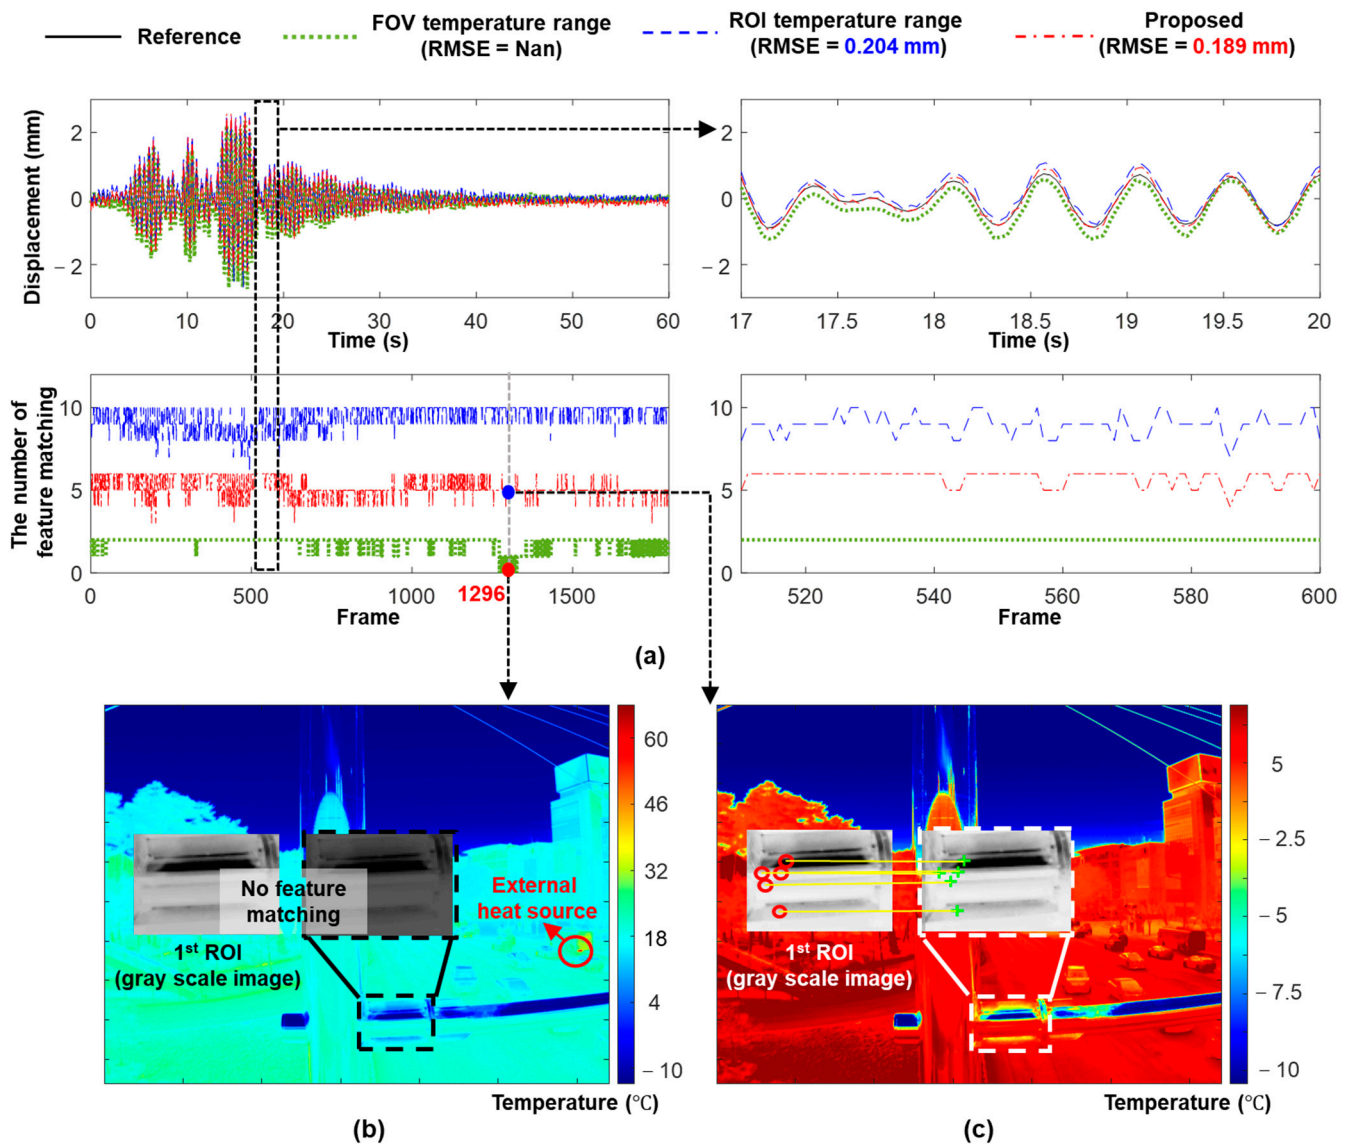 Reference
FOV temperature range
(RMSE = Nan)
ROI temperature range
(RMSE = 0.204 mm)
Proposed
(RMSE = 0.189 mm)
Displacement (mm)
2
0
−2
0 10 20 30 40 50 60
Time (s)
2
0
−2
17 17.5 18 18.5 19 19.5 20
Time (s)
The number of
feature matching
10
5
0
0 500 1000 1296 1500
Frame
10
5
0
520 540 560 580 600
Frame
(a)
No feature
matching
External
heat source
1st ROI
(gray scale image)
60
46
32
18
4
−10
Temperature (°C)
(b)
1st ROI
(gray scale image)
5
−2.5
−5
−7.5
−10
Temperature (°C)
(c)